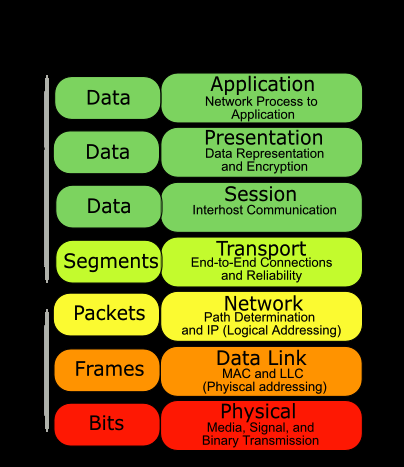 Data
Application
Network Process to
Application
Data
Presentation
Data Representation
and Encryption
Data
Session
Interhost Communication
Segments
Transport
End-to-End Connections
and Reliability
Packets
Network
Path Determination
and IP (Logical Addressing)
Frames
Data Link
MAC and LLC
(Phyiscal addressing)
Bits
Physical
Media, Signal, and
Binary Transmission